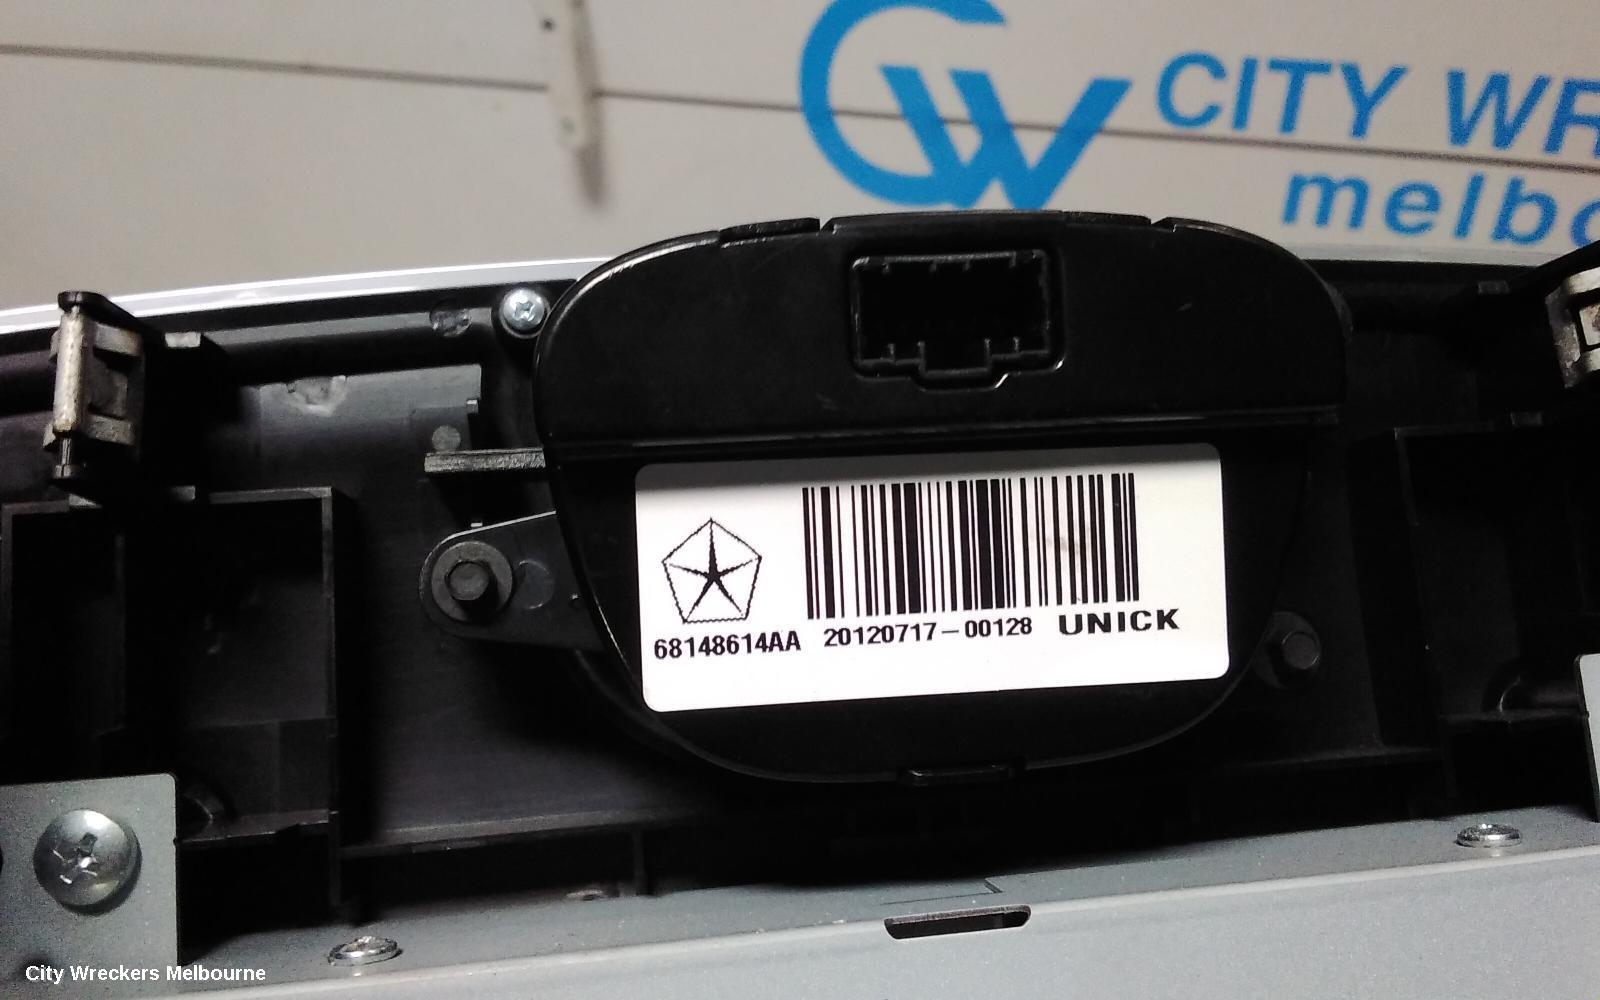 CITY WR
melbo
68148614AA 20120717-00128 UNICK
City Wreckers Melbourne